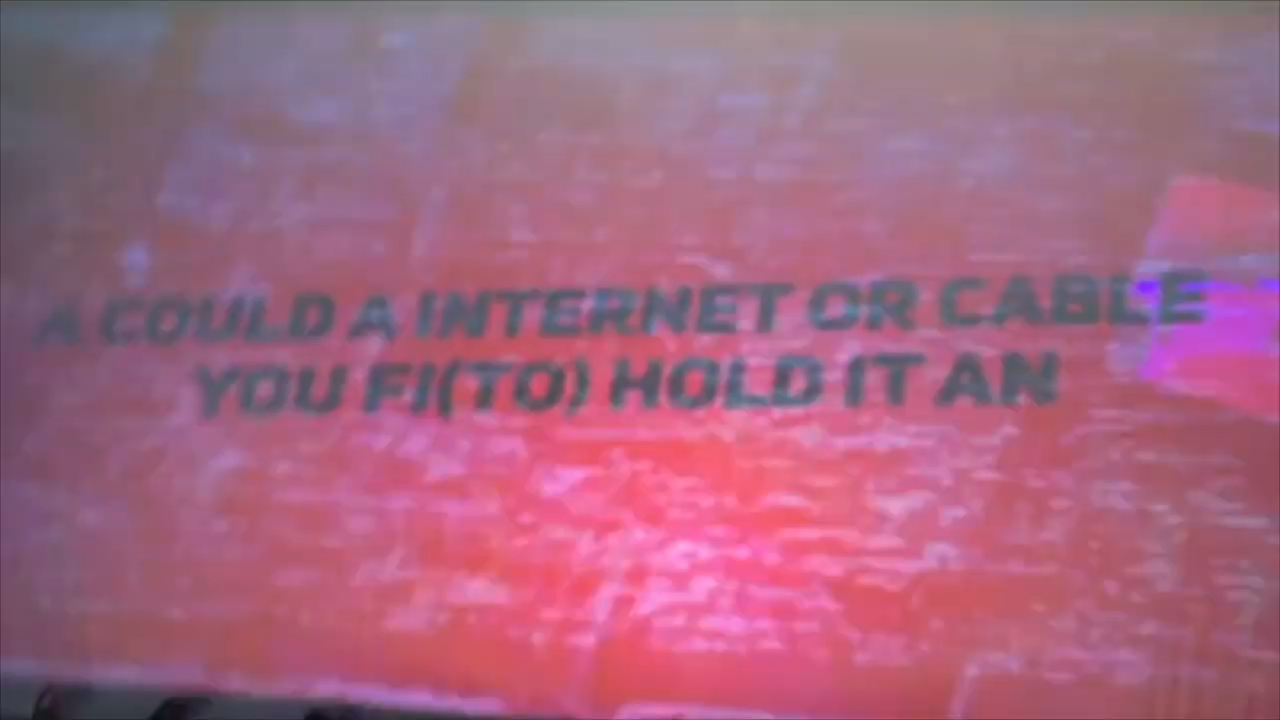 A COULD A INTERNET OR CABLE
YOU FI(TO) HOLD IT AN